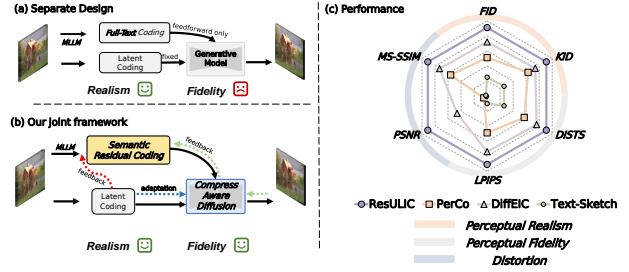 (a) Separate Design
MLLM
Full-Text Coding
feedforward only
Latent
Coding
fixed
Generative
Model
Realism
Fidelity
(b) Our joint framework
MLLM
Semantic
Residual Coding
feedback
feedback
Latent
Coding
adaptation
Compress
Aware
Diffusion
Realism
Fidelity
(c) Performance
FID
MS-SSIM
KID
PSNR
DISTS
LPIPS
ResULIC
PerCo
DiffEIC
Text-Sketch
Perceptual Realism
Perceptual Fidelity
Distortion